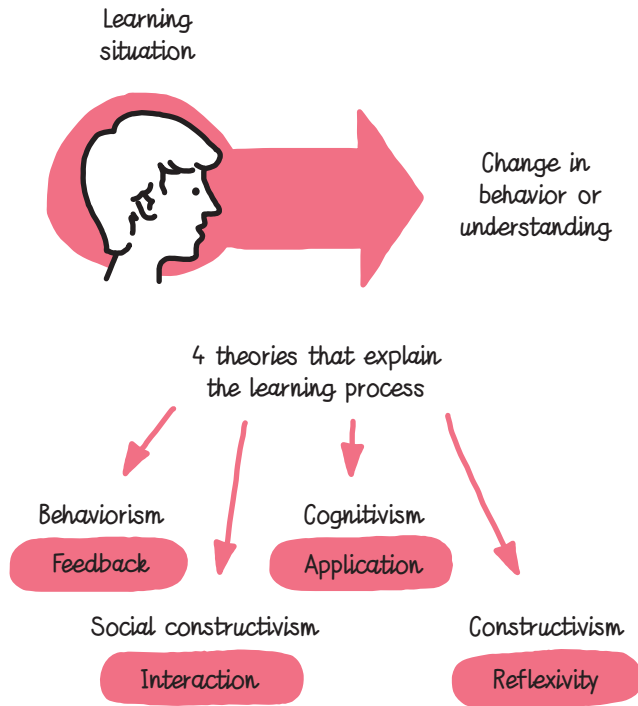 Learning
situation
Change in
behavior or
understanding
4 theories that explain
the learning process
Behaviorism
Feedback
Cognitivism
Application
Social constructivism
Interaction
Constructivism
Reflexivity